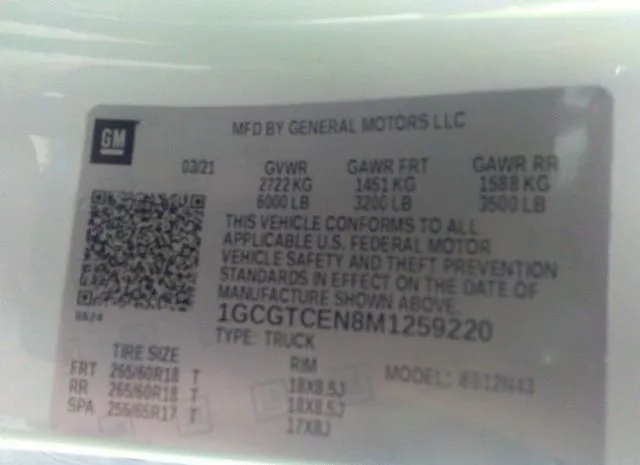 GM
MFD BY GENERAL MOTORS LLC
03/21 GVWR GAWR FRT GAWR RR
2722 KG 1451 KG 1588 KG
6000 LB 3200 LB 3500 LB
THIS VEHICLE CONFORMS TO ALL
APPLICABLE U.S. FEDERAL MOTOR
VEHICLE SAFETY AND THEFT PREVENTION
STANDARDS IN EFFECT ON THE DATE OF
MANUFACTURE SHOWN ABOVE.
1GCGTCEN8M1259220
TYPE: TRUCK
TIRE SIZE RIM MODEL:
FRT 265/60R18 T 18X8.5J
RR 265/60R18 T 18X8.5J
SPA 255/65R17 T 17X8J